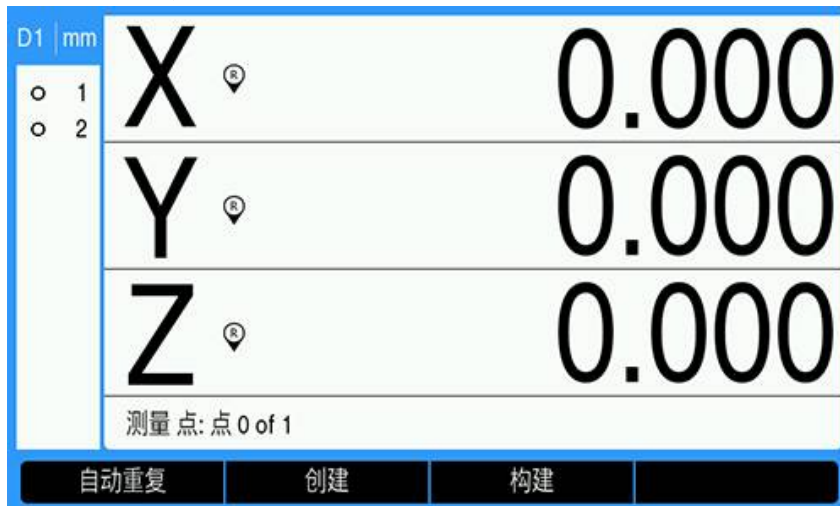 D1 mm
1
2
X R 0.000
Y R 0.000
Z R 0.000
测量 点: 点 0 of 1
自动重复 创建 构建